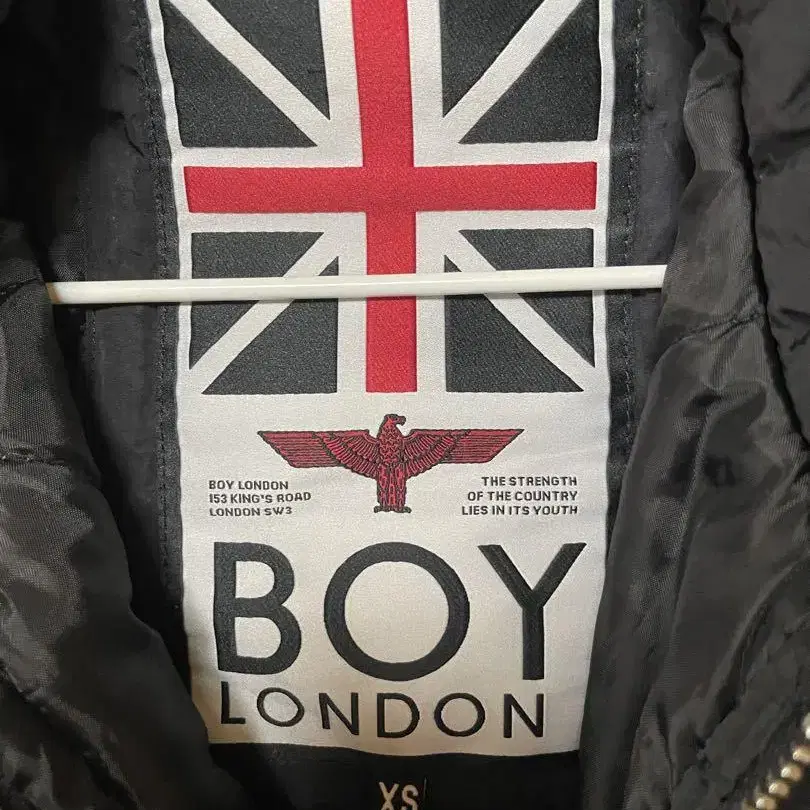 BOY LONDON
153 KING'S ROAD
LONDON SW3
THE STRENGTH
OF THE COUNTRY
LIES IN ITS YOUTH
BOY
LONDON
XS